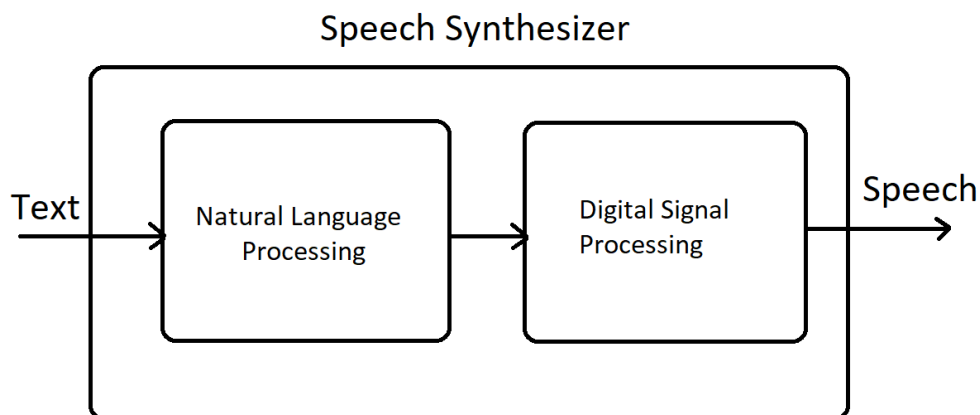 Speech Synthesizer
Text
Natural Language
Processing
Digital Signal
Processing
Speech